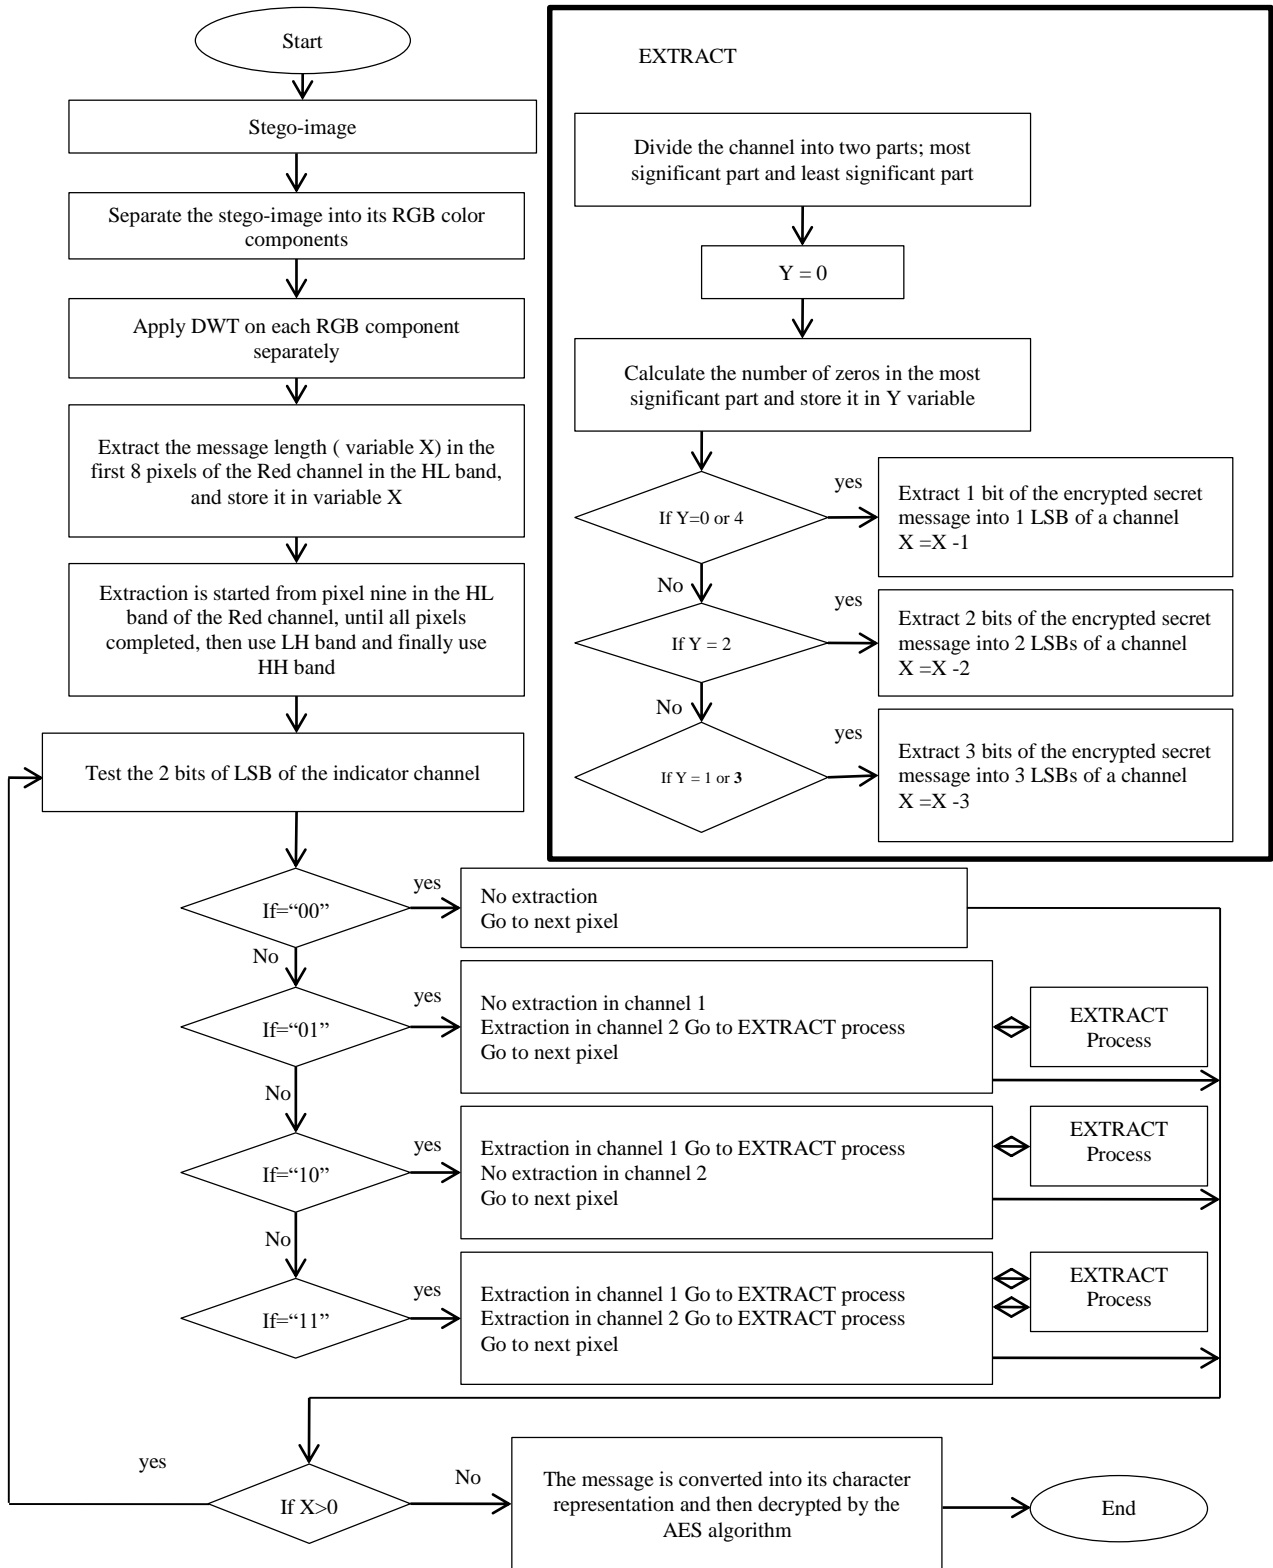 Start
Stego-image
Separate the stego-image into its RGB color
components
Apply DWT on each RGB component
separately
Extract the message length ( variable X) in the
first 8 pixels of the Red channel in the HL band,
and store it in variable X
Extraction is started from pixel nine in the HL
band of the Red channel, until all pixels
completed, then use LH band and finally use
HH band
Test the 2 bits of LSB of the indicator channel
EXTRACT
Divide the channel into two parts; most
significant part and least significant part
Y = 0
Calculate the number of zeros in the most
significant part and store it in Y variable
If Y=0 or 4
yes
Extract 1 bit of the encrypted secret
message into 1 LSB of a channel
X =X -1
No
If Y = 2
yes
Extract 2 bits of the encrypted secret
message into 2 LSBs of a channel
X =X -2
No
If Y = 1 or 3
yes
Extract 3 bits of the encrypted secret
message into 3 LSBs of a channel
X =X -3
If=“00”
yes
No extraction
Go to next pixel
No
If=“01”
yes
No extraction in channel 1
Extraction in channel 2 Go to EXTRACT process
Go to next pixel
EXTRACT
Process
No
If=“10”
yes
Extraction in channel 1 Go to EXTRACT process
No extraction in channel 2
Go to next pixel
EXTRACT
Process
No
If=“11”
yes
Extraction in channel 1 Go to EXTRACT process
Extraction in channel 2 Go to EXTRACT process
Go to next pixel
EXTRACT
Process
yes
If X>0
No
The message is converted into its character
representation and then decrypted by the
AES algorithm
End